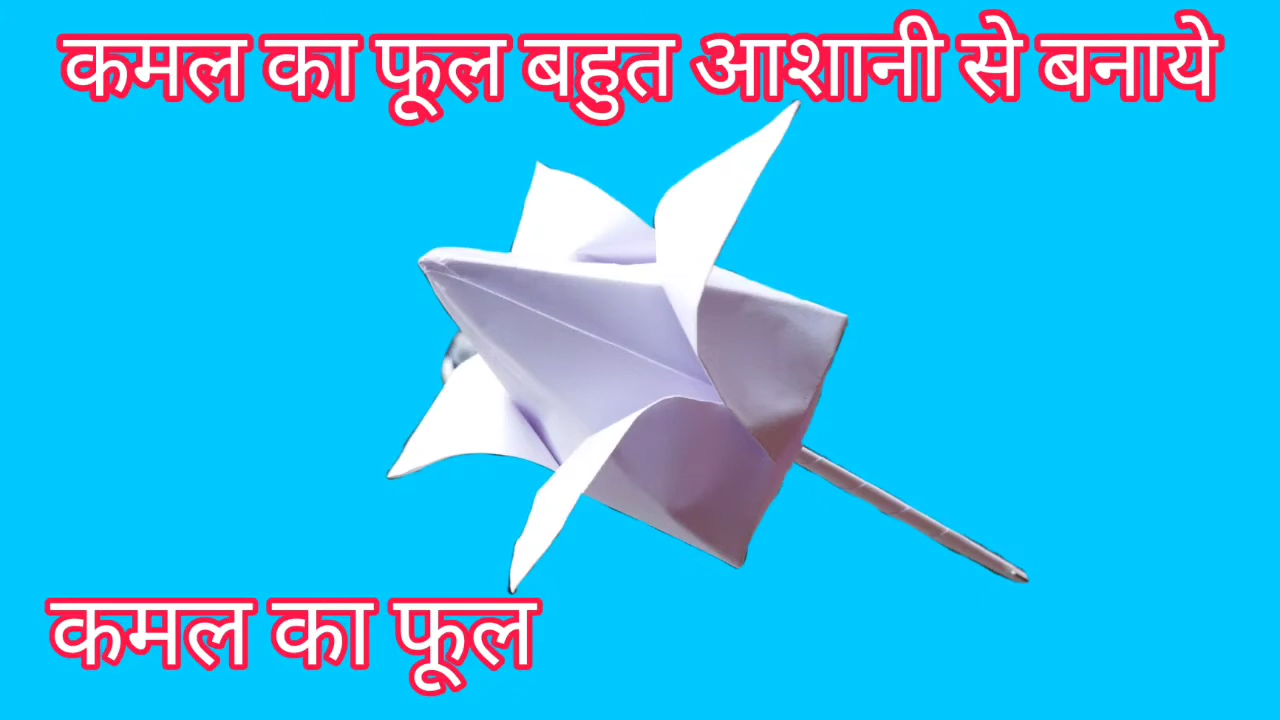 कमल का फूल बहुत आशानी से बनाये
कमल का फूल